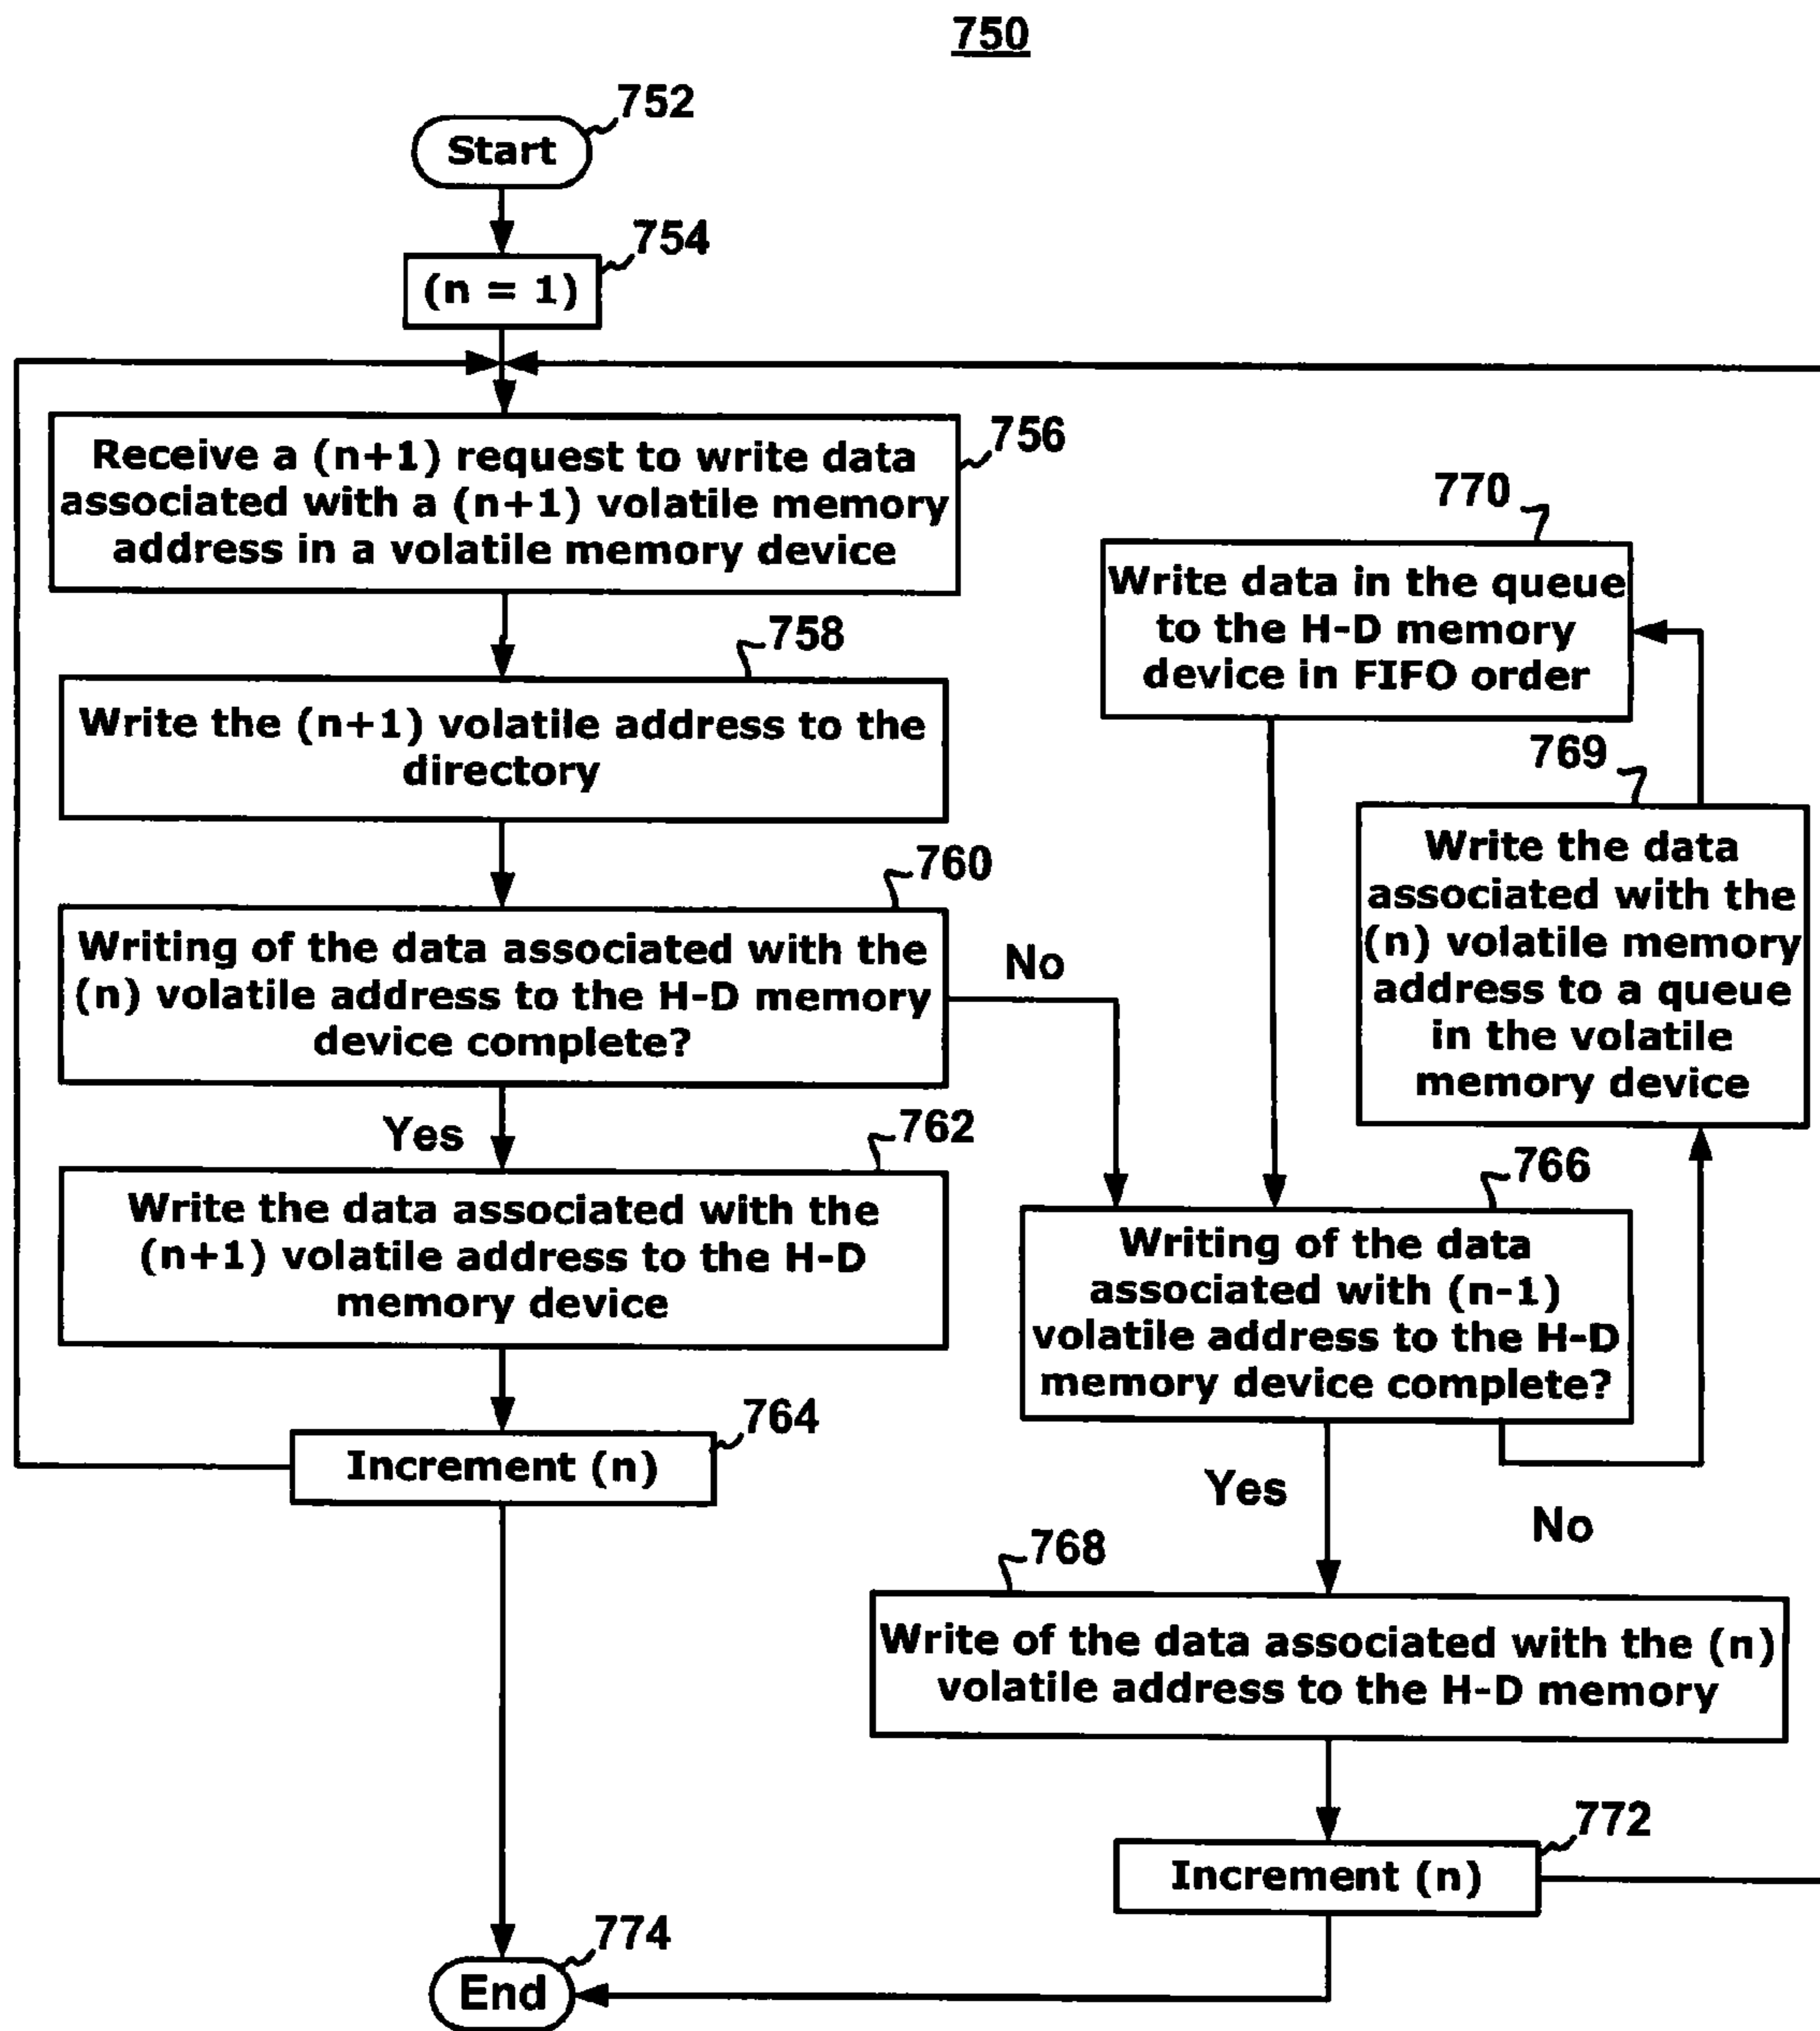 750
752
Start
754
(n = 1)
756
Receive a (n+1) request to write data
associated with a (n+1) volatile memory
address in a volatile memory device
758
Write the (n+1) volatile address to the
directory
760
Writing of the data associated with the
(n) volatile address to the H-D memory
device complete?
No
Yes
762
Write the data associated with the
(n+1) volatile address to the H-D
memory device
764
Increment (n)
770
Write data in the queue
to the H-D memory
device in FIFO order
769
Write the data
associated with the
(n) volatile memory
address to a queue
in the volatile
memory device
766
Writing of the data
associated with (n-1)
volatile address to the H-D
memory device complete?
Yes
No
768
Write of the data associated with the (n)
volatile address to the H-D memory
772
Increment (n)
774
End